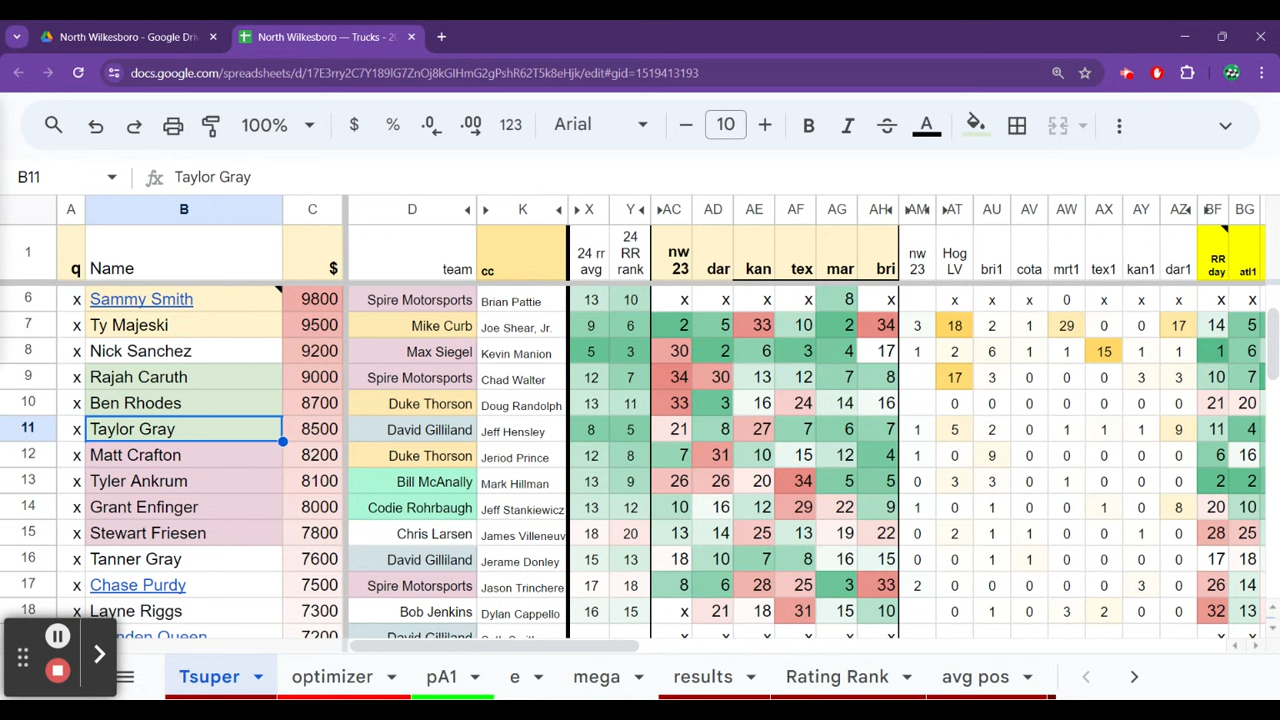 North Wilkesboro - Google Dri
North Wilkesboro — Trucks - 20
docs.google.com/spreadsheets/d/17E3rry2C7Y189IG7ZnOj8kGIHmG2gPshR62T5k8eHjk/edit#gid=1519413193
100% $ % .0 .00 123 Arial 10 B I A
B11 Taylor Gray
A B C D K X Y AC AD AE AF AG AH AM AT AU AV AW AX AY AZ BF BG
1 q Name $ team cc 24 rr avg 24 RR rank nw 23 dar kan tex mar bri nw 23 Hog LV bri1 cota mrt1 tex1 kan1 dar1 RR day atl1
6 x Sammy Smith 9800 Spire Motorsports Brian Pattie 13 10 x x x x 8 x x x x 0 x x x x x
7 x Ty Majeski 9500 Mike Curb Joe Shear, Jr. 9 6 2 5 33 10 2 34 3 18 2 1 29 0 0 17 14 5
8 x Nick Sanchez 9200 Max Siegel Kevin Manion 5 3 30 2 6 3 4 17 1 2 6 1 1 15 1 1 1 6
9 x Rajah Caruth 9000 Spire Motorsports Chad Walter 12 7 34 30 13 12 7 8 17 3 0 0 0 3 3 10 7
10 x Ben Rhodes 8700 Duke Thorson Doug Randolph 13 11 33 3 16 24 14 16 0 0 0 0 0 0 0 21 20
11 x Taylor Gray 8500 David Gilliland Jeff Hensley 8 5 21 8 27 7 6 7 1 5 2 0 1 1 1 9 11 4
12 x Matt Crafton 8200 Duke Thorson Jeriod Prince 12 8 7 31 10 15 12 4 1 0 9 0 0 0 0 0 6 16
13 x Tyler Ankrum 8100 Bill McAnally Mark Hillman 13 9 26 26 20 34 5 5 0 3 3 0 1 0 0 0 2 2
14 x Grant Enfinger 8000 Codie Rohrbaugh Jeff Stankiewicz 13 12 10 16 12 29 22 9 1 0 0 0 0 1 0 8 20 10
15 x Stewart Friesen 7800 Chris Larsen James Villeneuv 18 20 13 14 25 13 19 22 0 2 1 0 1 0 1 0 28 25
16 x Tanner Gray 7600 David Gilliland Jerame Donley 15 13 18 10 7 8 16 15 0 0 1 1 0 0 0 0 17 18
17 x Chase Purdy 7500 Spire Motorsports Jason Trinchere 17 18 8 6 28 25 3 33 2 0 0 0 0 0 3 0 26 14
18 x Layne Riggs 7300 Bob Jenkins Dylan Cappello 16 15 x 21 18 31 15 10 0 1 0 3 2 0 0 32 13
Queen 7200 David Gilliland x x x x x x x x
Tsuper optimizer pA1 e mega results Rating Rank avg pos